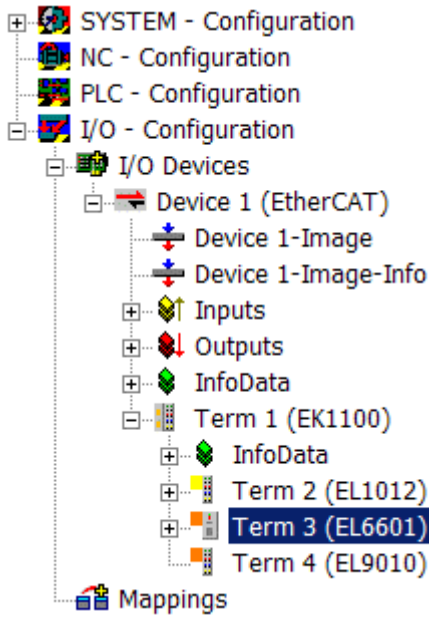 SYSTEM - Configuration
NC - Configuration
PLC - Configuration
I/O - Configuration
I/O Devices
Device 1 (EtherCAT)
Device 1-Image
Device 1-Image-Info
Inputs
Outputs
InfoData
Term 1 (EK1100)
InfoData
Term 2 (EL1012)
Term 3 (EL6601)
Term 4 (EL9010)
Mappings